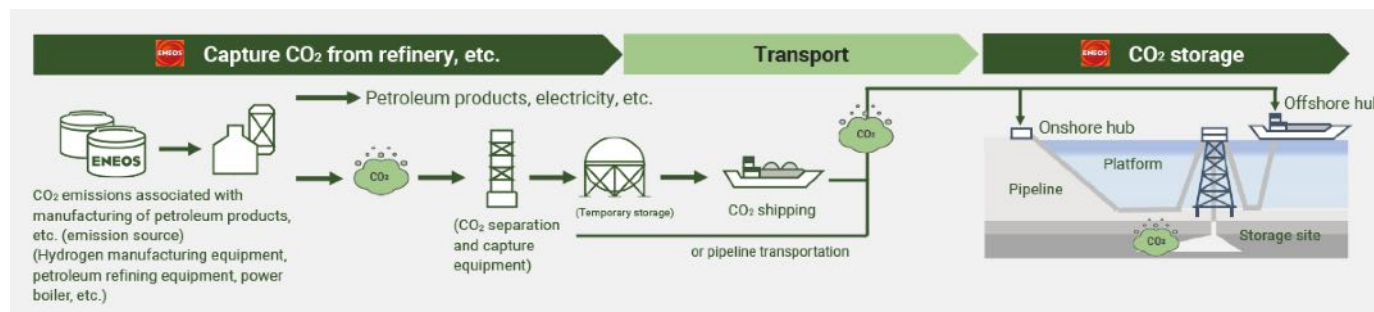 ENEOS Capture CO₂ from refinery, etc.
Transport
ENEOS CO₂ storage
Petroleum products, electricity, etc.
ENEOS
CO₂ emissions associated with
manufacturing of petroleum products,
etc. (emission source)
(Hydrogen manufacturing equipment,
petroleum refining equipment, power
boiler, etc.)
CO₂
(CO₂ separation
and capture
equipment)
(Temporary storage)
CO₂ shipping
or pipeline transportation
CO₂
Onshore hub
Offshore hu
Platform
Pipeline
Storage site
CO₂